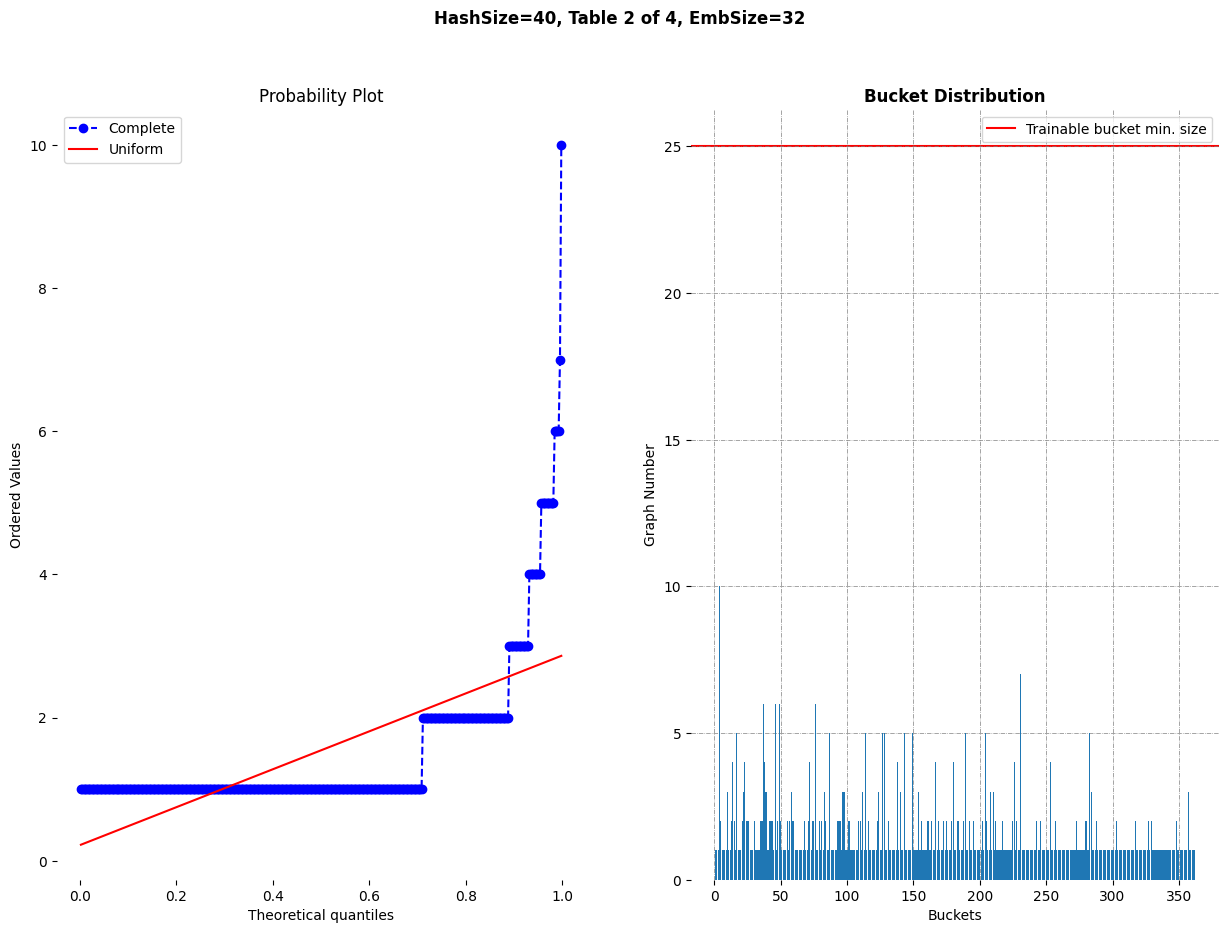 HashSize=40, Table 2 of 4, EmbSize=32
Probability Plot
Complete
Uniform
Ordered Values
10
8
6
4
2
0
0.0 0.2 0.4 0.6 0.8 1.0
Theoretical quantiles
Bucket Distribution
Trainable bucket min. size
Graph Number
25
20
15
10
5
0
0 50 100 150 200 250 300 350
Buckets